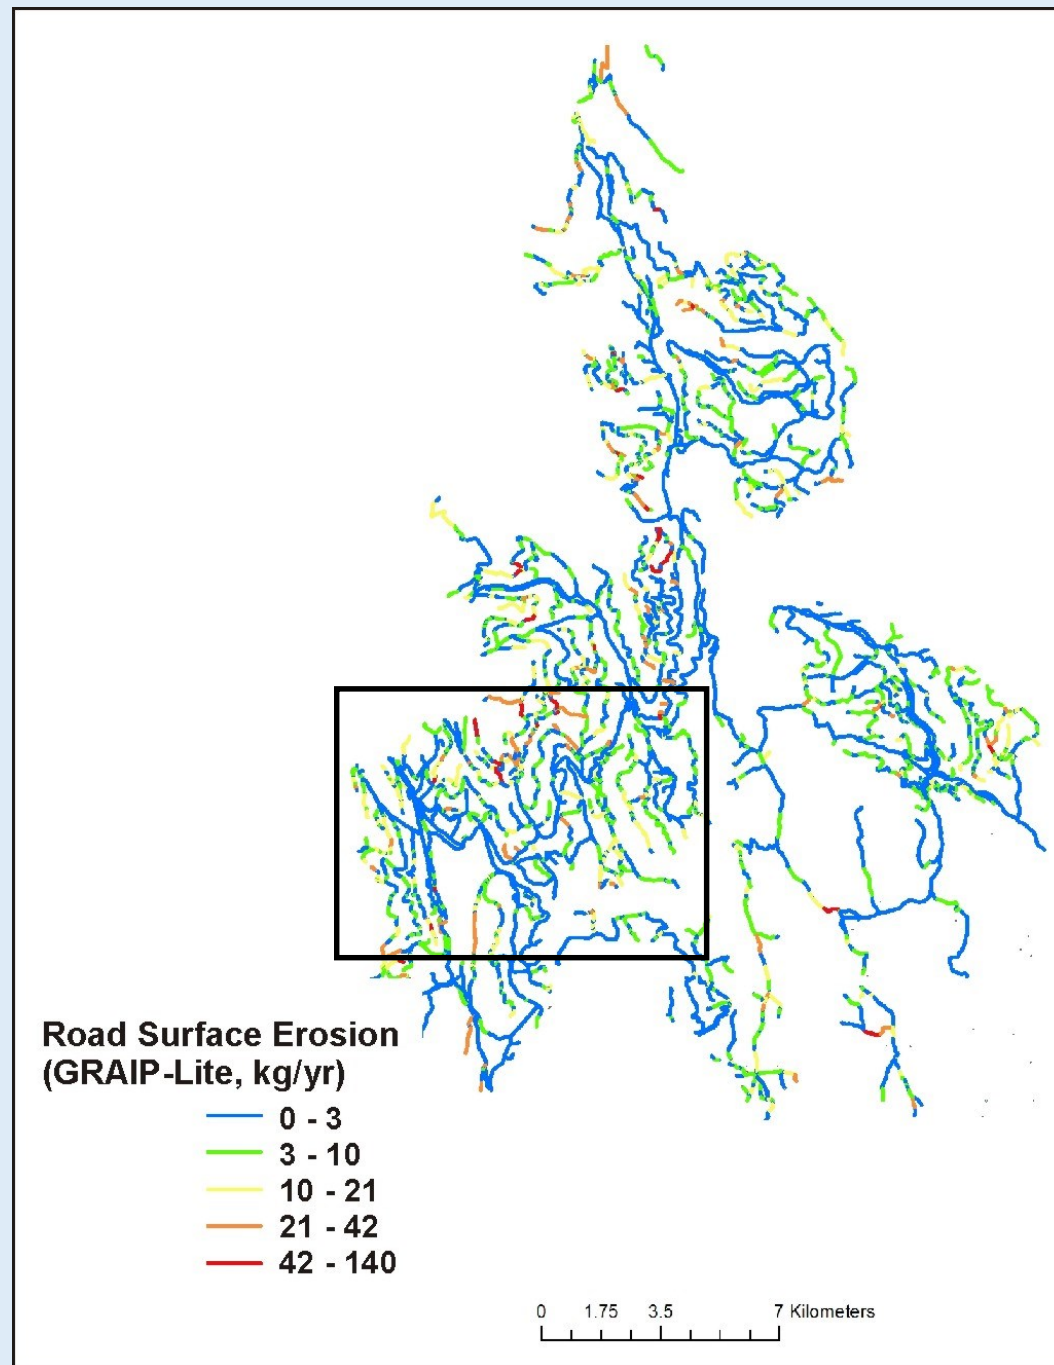 Road Surface Erosion
(GRAIP-Lite, kg/yr)
0 - 3
3 - 10
10 - 21
21 - 42
42 - 140
0 1.75 3.5 7 Kilometers